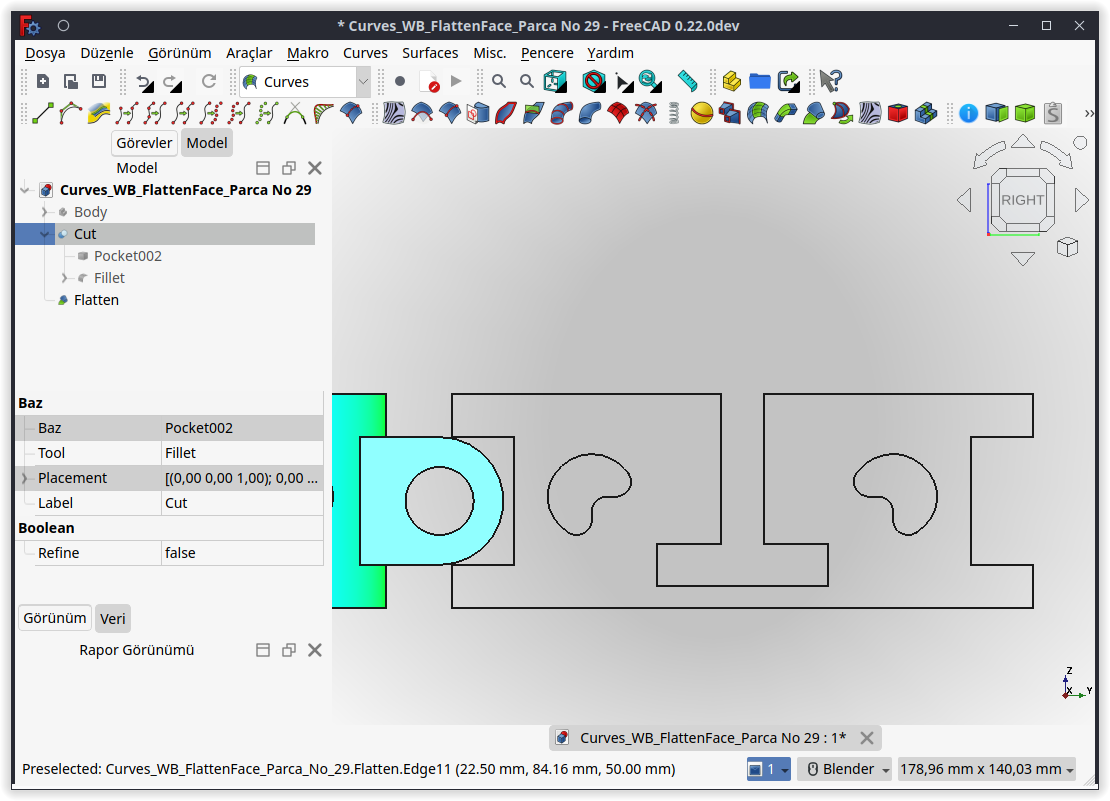 * Curves_WB_FlattenFace_Parca No 29 - FreeCAD 0.22.0dev
Dosya Düzenle Görünüm Araçlar Makro Curves Surfaces Misc. Pencere Yardım
Curves
Görevler Model
Model
Curves_WB_FlattenFace_Parca No 29
Body
Cut
Pocket002
Fillet
Flatten
RIGHT
Baz
Baz Pocket002
Tool Fillet
Placement [(0,00 0,00 1,00); 0,00 ...
Label Cut
Boolean
Refine false
Görünüm Veri
Rapor Görünümü
Z
X Y
Curves_WB_FlattenFace_Parca No 29 : 1*
Preselected: Curves_WB_FlattenFace_Parca_No_29.Flatten.Edge11 (22.50 mm, 84.16 mm, 50.00 mm) 1 Blender 178,96 mm x 140,03 mm